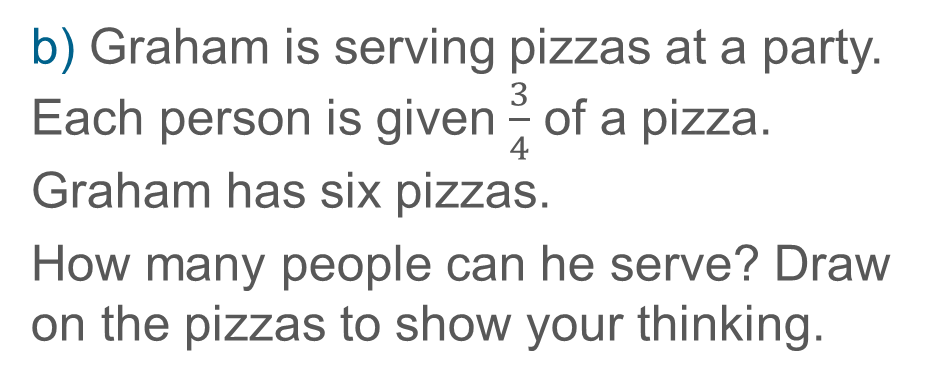 b) Graham is serving pizzas at a party.
Each person is given 3/4 of a pizza.
Graham has six pizzas.
How many people can he serve? Draw
on the pizzas to show your thinking.